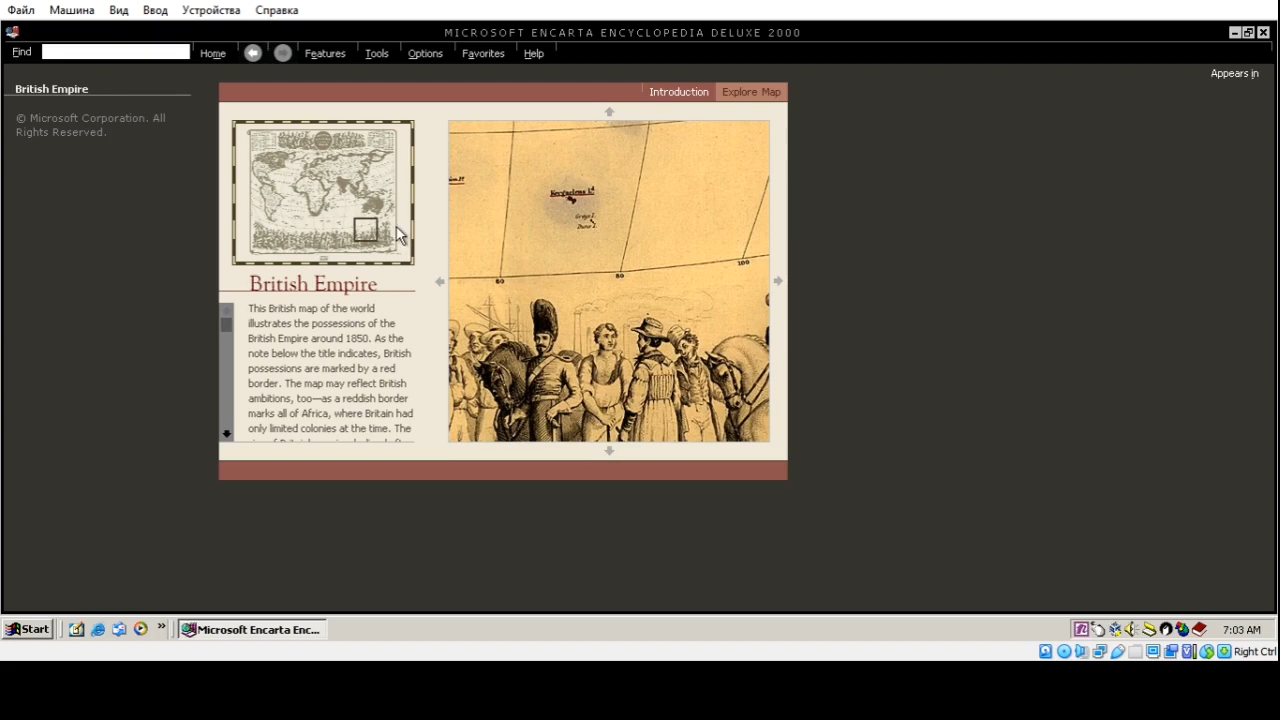 Файл Машина Вид Ввод Устройства Справка
MICROSOFT ENCARTA ENCYCLOPEDIA DELUXE 2000
Find Home Features Tools Options Favorites Help
Appears in
British Empire
© Microsoft Corporation. All
Rights Reserved.
Introduction Explore Map
British Empire
This British map of the world
illustrates the possessions of the
British Empire around 1850. As the
note below the title indicates, British
possessions are marked by a red
border. The map may reflect British
ambitions, too—as a reddish border
marks all of Africa, where Britain had
only limited colonies at the time. The
80
100
Start
Microsoft Encarta Enc...
7:03 AM
Right Ctrl